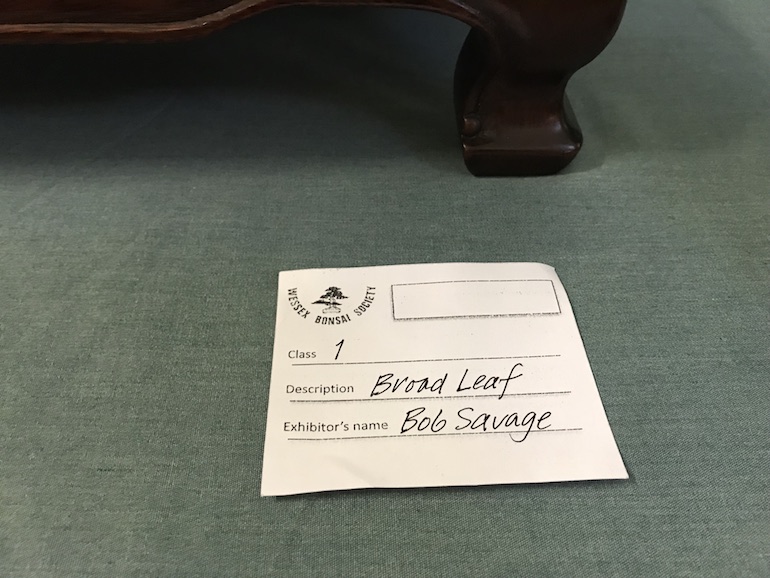 WESSEX BONSAI SOCIETY
Class 1
Description Broad Leaf
Exhibitor's name Bob Savage